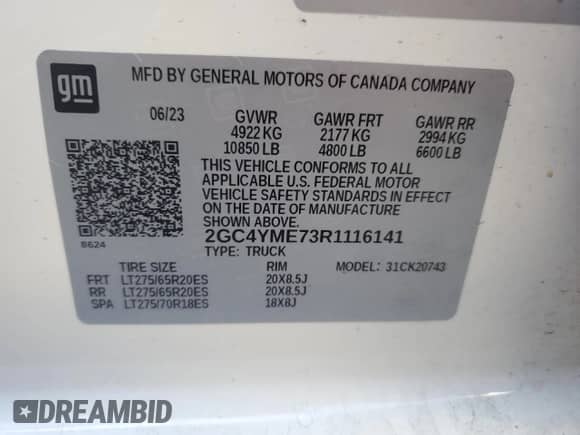 gm
MFD BY GENERAL MOTORS OF CANADA COMPANY
06/23 GVWR GAWR FRT GAWR RR
4922 KG 2177 KG 2994 KG
10850 LB 4800 LB 6600 LB
THIS VEHICLE CONFORMS TO ALL
APPLICABLE U.S. FEDERAL MOTOR
VEHICLE SAFETY STANDARDS IN EFFECT
ON THE DATE OF MANUFACTURE
SHOWN ABOVE.
8624
2GC4YME73R1116141
TYPE: TRUCK
TIRE SIZE RIM MODEL: 31CK20743
FRT LT275/65R20ES 20X8.5J
RR LT275/65R20ES 20X8.5J
SPA LT275/70R18ES 18X8J
DREAMBID